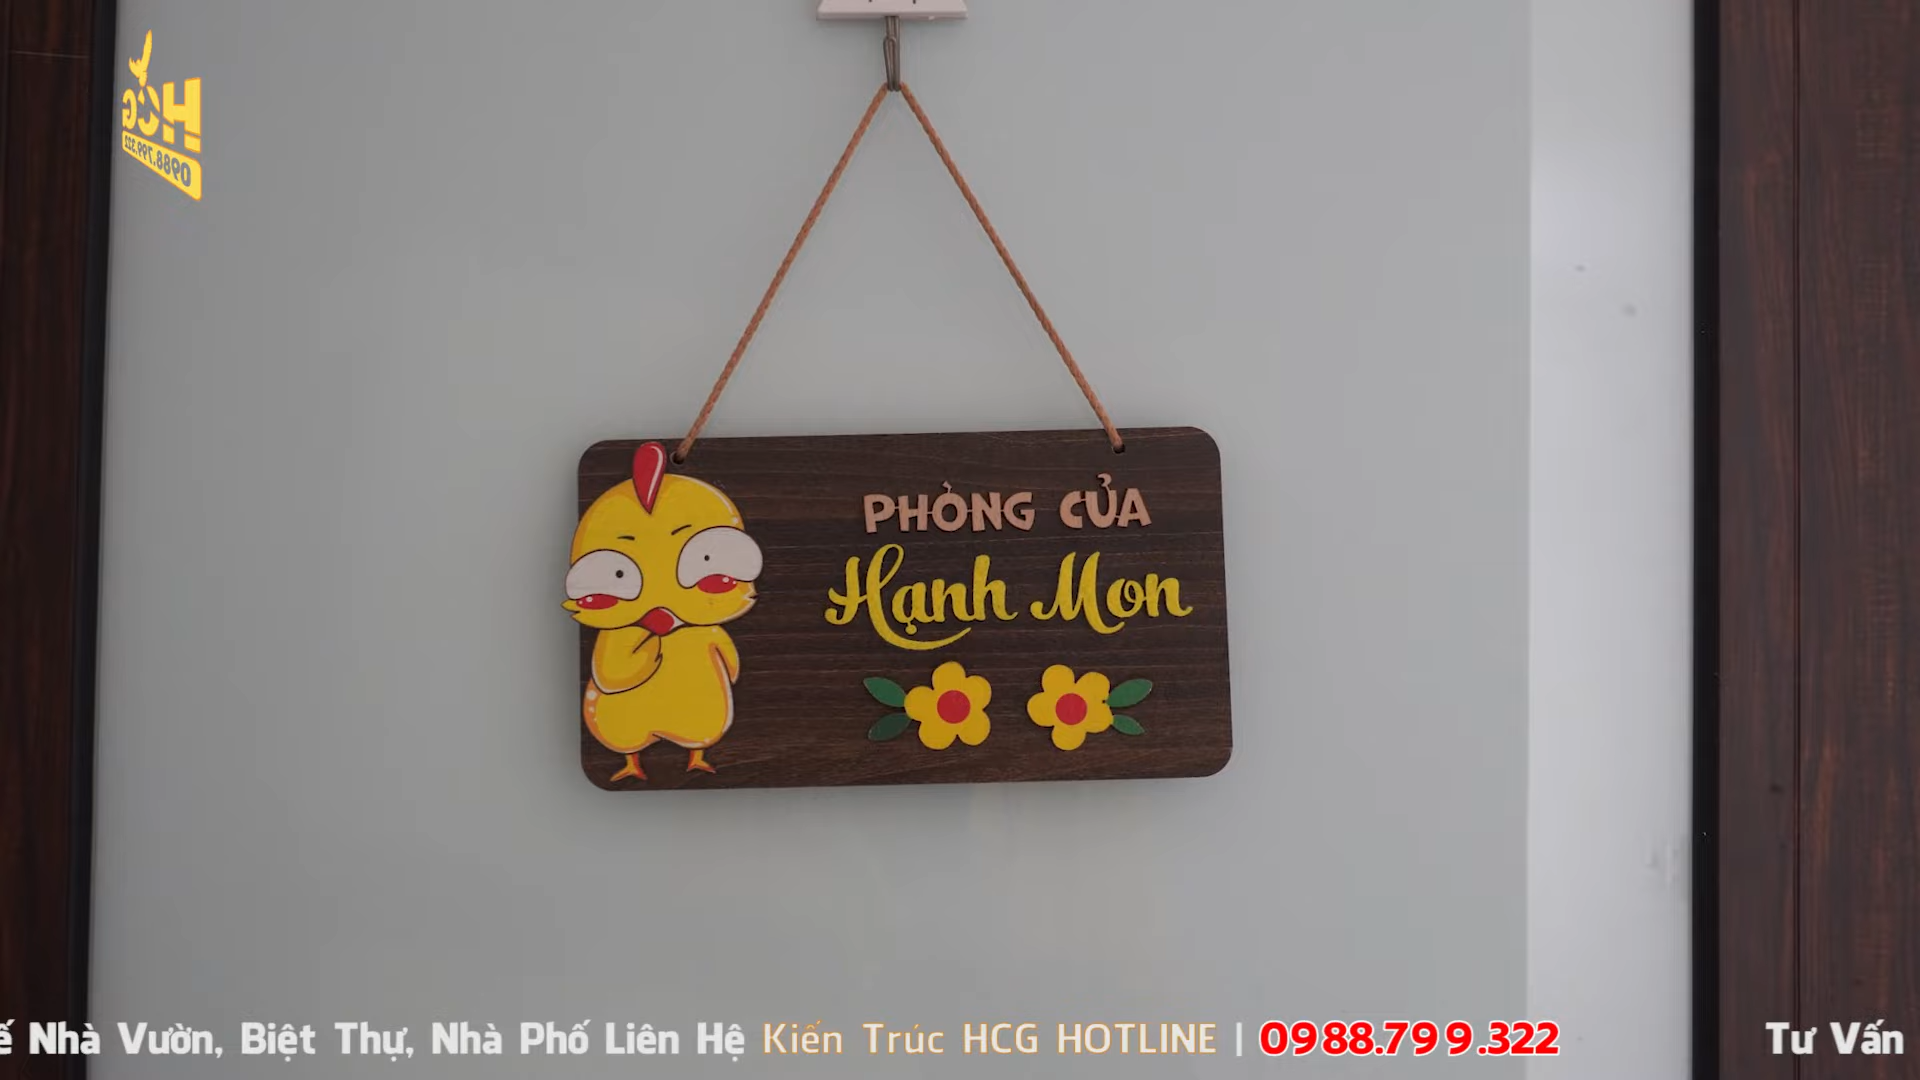 HCG
0988.799.322
PHÒNG CỦA
Hạnh Mon
ế Nhà Vườn, Biệt Thự, Nhà Phố Liên Hệ Kiến Trúc HCG HOTLINE | 0988.799.322 Tư Vấn